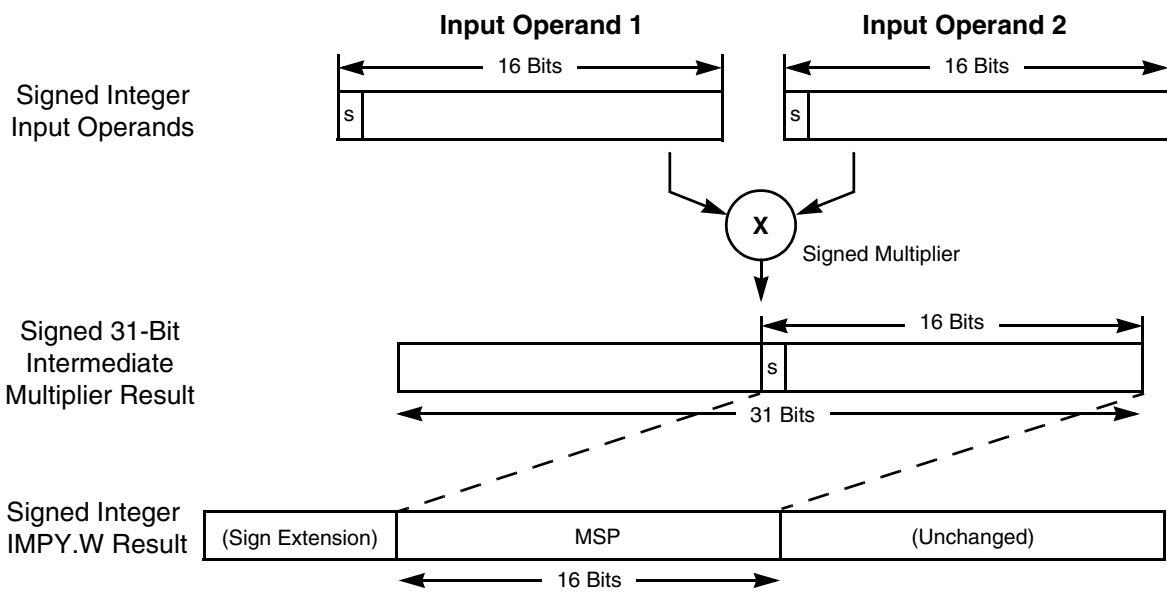 Input Operand 1
Input Operand 2
16 Bits
16 Bits
Signed Integer
Input Operands
s
s
X
Signed Multiplier
Signed 31-Bit
Intermediate
Multiplier Result
16 Bits
s
31 Bits
Signed Integer
IMPY.W Result
(Sign Extension)
MSP
(Unchanged)
16 Bits